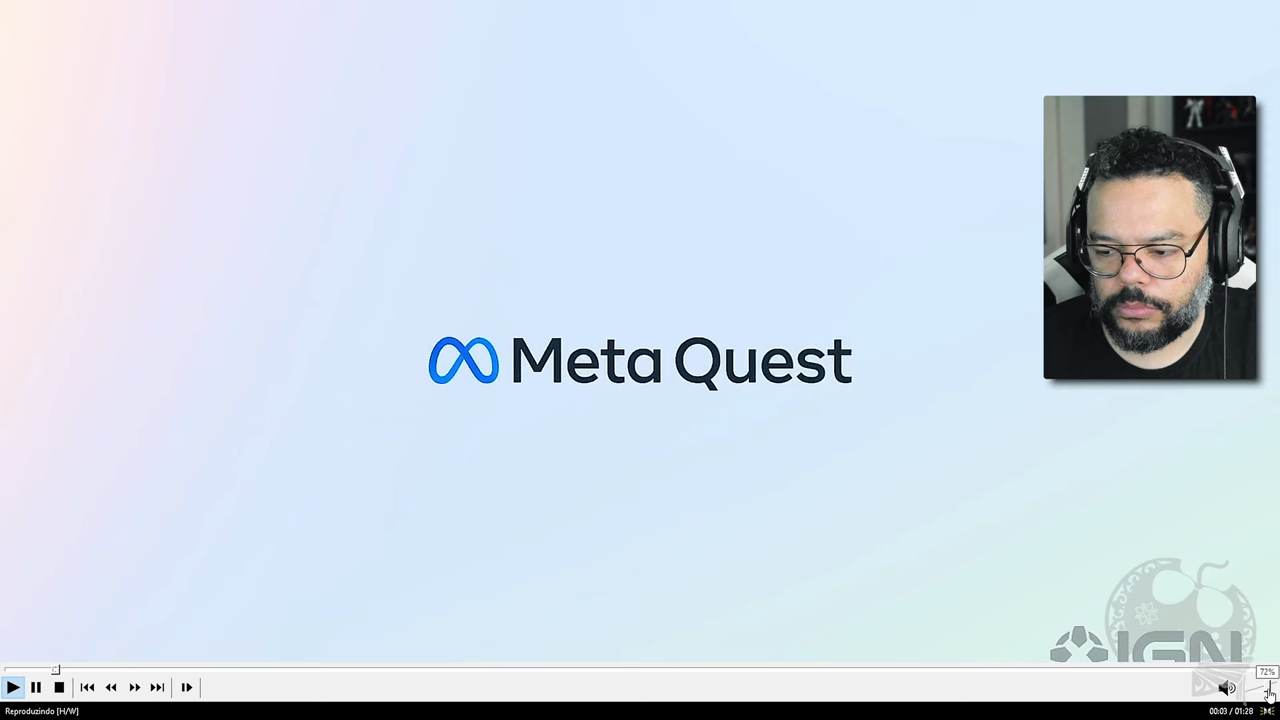 Meta Quest
IGN
72%
Reproduzindo [H/W]
00:03 / 01:28